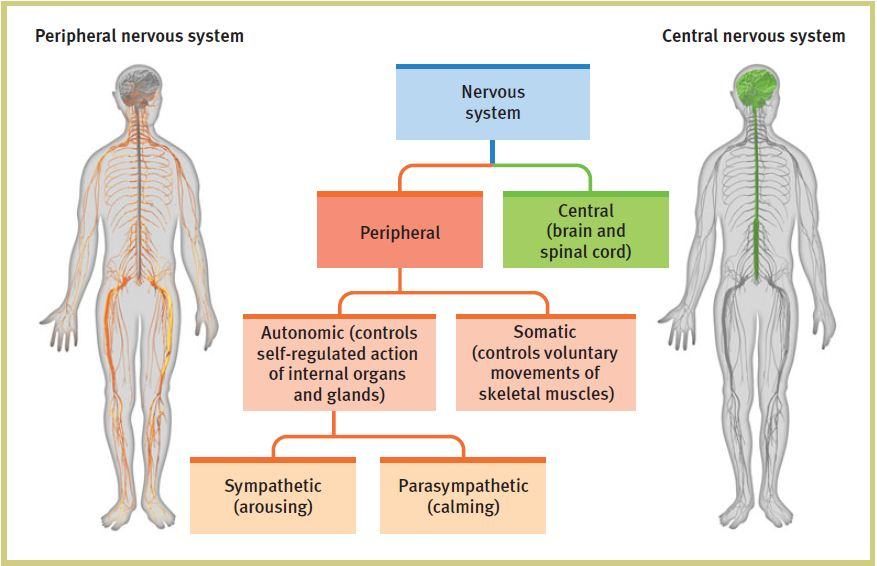 Peripheral nervous system
Central nervous system
Nervous
system
Peripheral
Central
(brain and
spinal cord)
Autonomic (controls
self-regulated action
of internal organs
and glands)
Somatic
(controls voluntary
movements of
skeletal muscles)
Sympathetic
(arousing)
Parasympathetic
(calming)